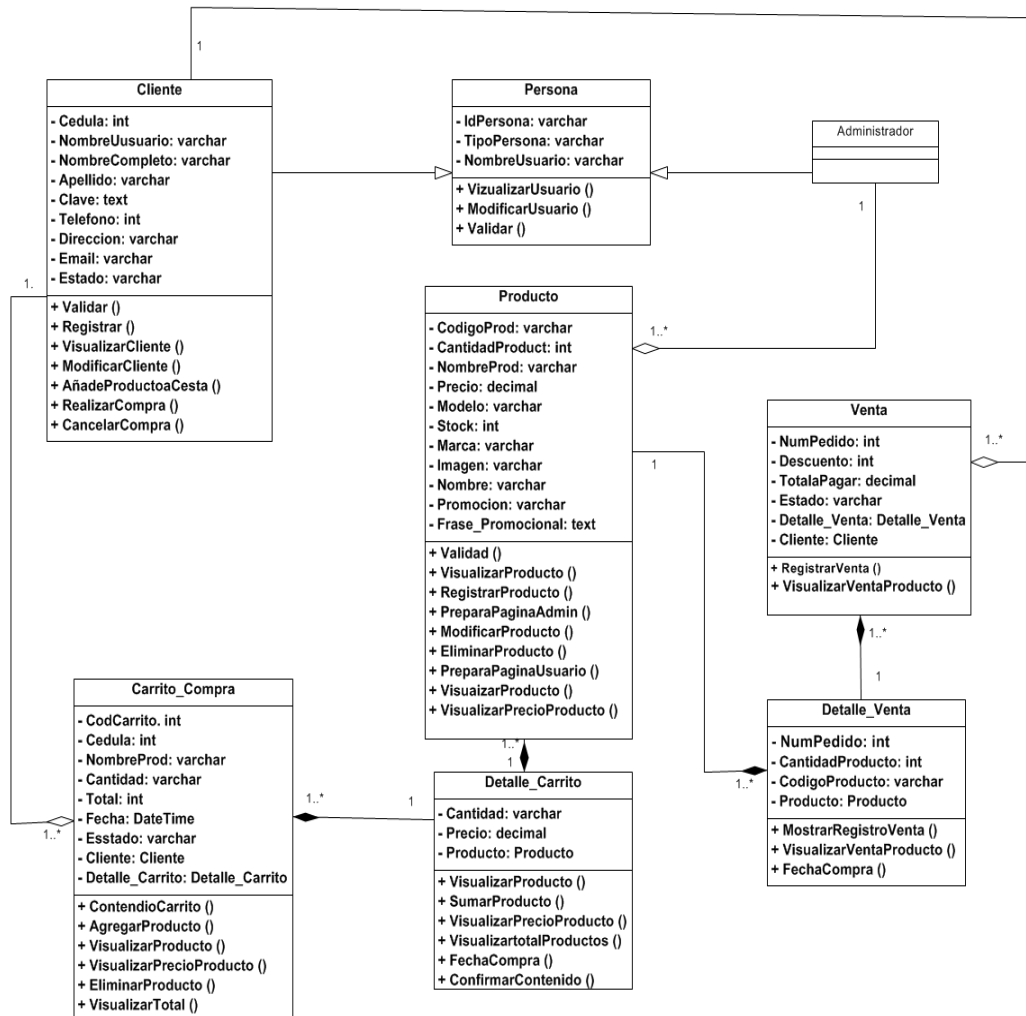 1
Cliente
- Cedula: int
- NombreUusuario: varchar
- NombreCompleto: varchar
- Apellido: varchar
- Clave: text
- Telefono: int
- Direccion: varchar
- Email: varchar
- Estado: varchar
+ Validar ()
+ Registrar ()
+ VisualizarCliente ()
+ ModificarCliente ()
+ AñadeProductoaCesta ()
+ RealizarCompra ()
+ CancelarCompra ()
1.
Persona
- IdPersona: varchar
- TipoPersona: varchar
- NombreUsuario: varchar
+ VizualizarUsuario ()
+ ModificarUsuario ()
+ Validar ()
Administrador
1
1..*
Producto
- CodigoProd: varchar
- CantidadProduct: int
- NombreProd: varchar
- Precio: decimal
- Modelo: varchar
- Stock: int
- Marca: varchar
- Imagen: varchar
- Nombre: varchar
- Promocion: varchar
- Frase_Promocional: text
+ Validad ()
+ VisualizarProducto ()
+ RegistrarProducto ()
+ PreparaPaginaAdmin ()
+ ModificarProducto ()
+ EliminarProducto ()
+ PreparaPaginaUsuario ()
+ VisuaizarProducto ()
+ VisualizarPrecioProducto ()
1
1..*
1
Venta
- NumPedido: int
- Descuento: int
- TotalaPagar: decimal
- Estado: varchar
- Detalle_Venta: Detalle_Venta
- Cliente: Cliente
+ RegistrarVenta ()
+ VisualizarVentaProducto ()
1..*
1..*
1
Detalle_Venta
- NumPedido: int
- CantidadProducto: int
- CodigoProducto: varchar
- Producto: Producto
+ MostrarRegistroVenta ()
+ VisualizarVentaProducto ()
+ FechaCompra ()
1..*
Carrito_Compra
- CodCarrito. int
- Cedula: int
- NombreProd: varchar
- Cantidad: varchar
- Total: int
- Fecha: DateTime
- Esstado: varchar
- Cliente: Cliente
- Detalle_Carrito: Detalle_Carrito
+ ContendioCarrito ()
+ AgregarProducto ()
+ VisualizarProducto ()
+ VisualizarPrecioProducto ()
+ EliminarProducto ()
+ VisualizarTotal ()
1..*
1..*
1
Detalle_Carrito
- Cantidad: varchar
- Precio: decimal
- Producto: Producto
+ VisualizarProducto ()
+ SumarProducto ()
+ VisualizarPrecioProducto ()
+ VisualizartotalProductos ()
+ FechaCompra ()
+ ConfirmarContenido ()